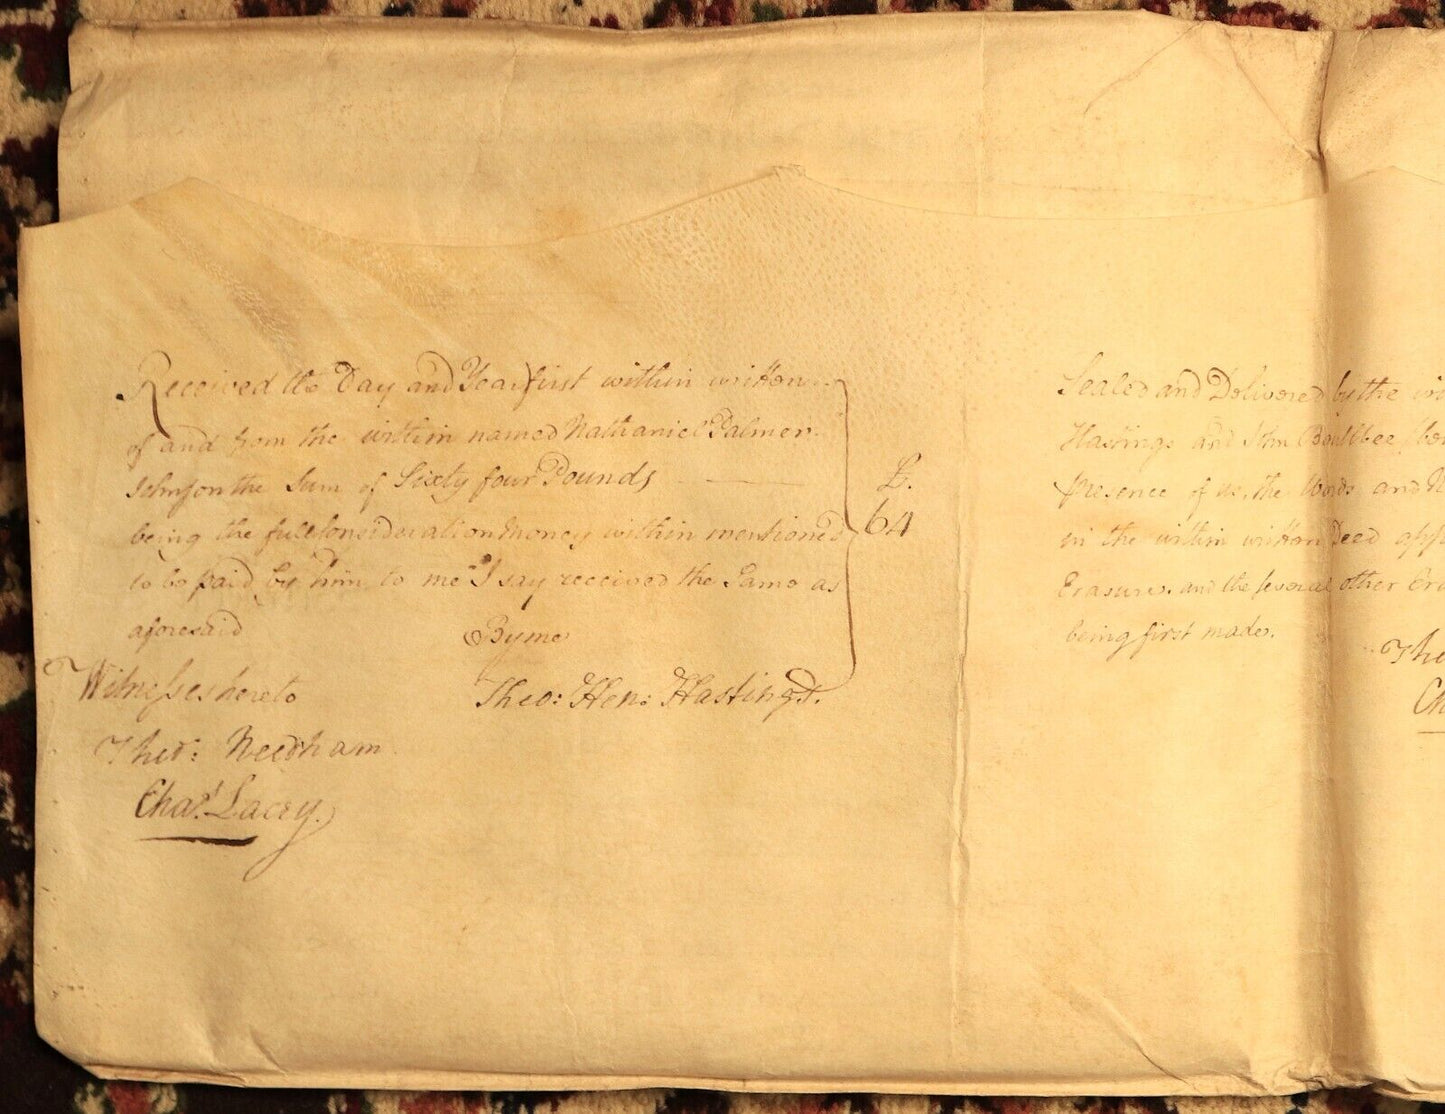 Received the Day and Year first within written
of and from the within named Nathaniel Palmer
Johnson the Sum of Sixty four Pounds
being the full Consideration Money within mentioned
to be paid by him to me I say received the Same as
aforesaid
£.
64
By me
Theo: Hen: Hastings.
Witnesses hereto
Theo: Needham
Chas. Lacey.
Sealed and Delivered by the
Hastings and John Boultbee
presence of us, the Words and
in the within written Deed
Erasures, and the several other
being first made.